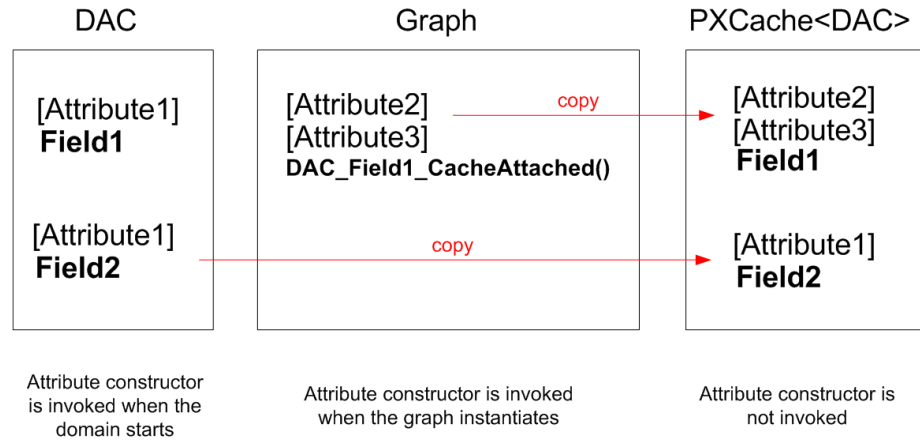 DAC
Graph
PXCache<DAC>
[Attribute1]
Field1
[Attribute1]
Field2
[Attribute2]
[Attribute3]
DAC_Field1_CacheAttached()
copy
copy
[Attribute2]
[Attribute3]
Field1
[Attribute1]
Field2
Attribute constructor
is invoked when the
domain starts
Attribute constructor is invoked
when the graph instantiates
Attribute constructor is
not invoked